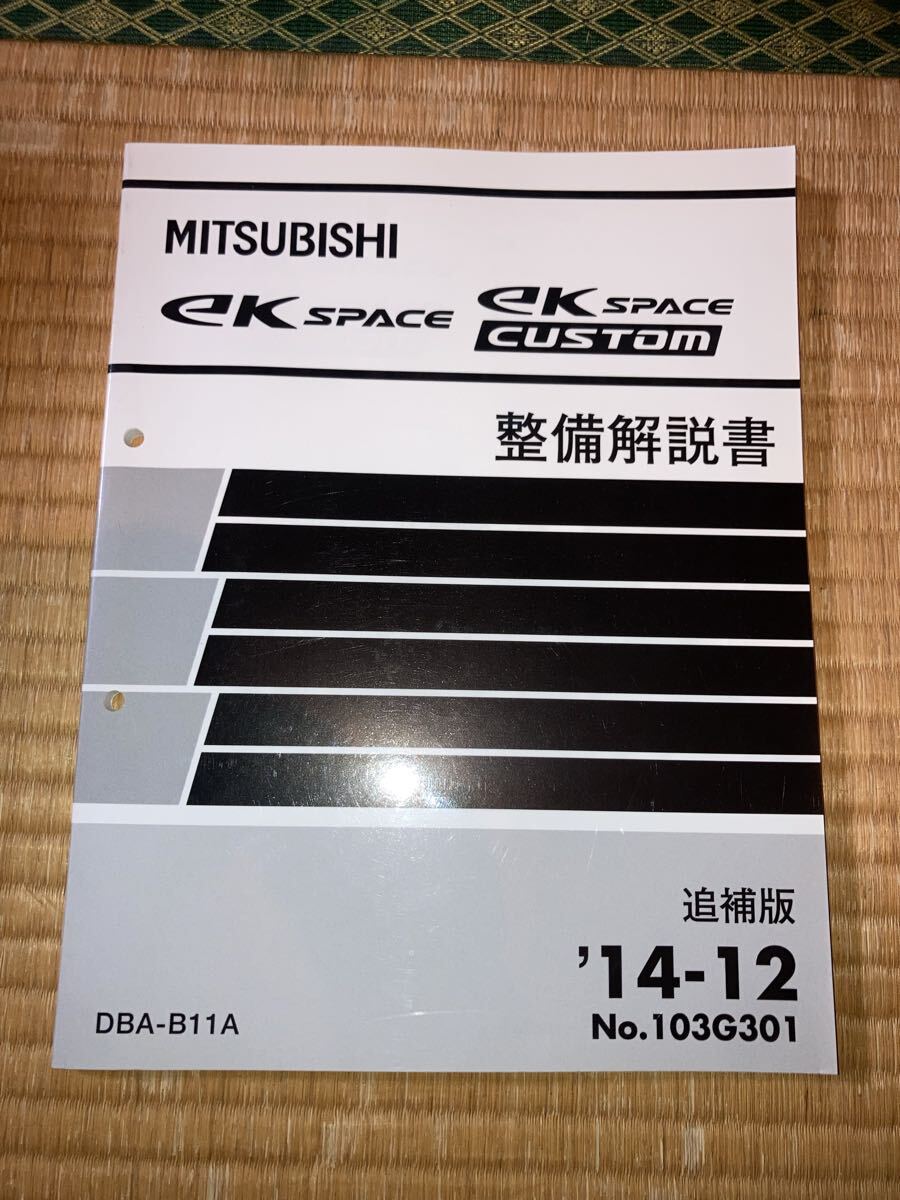 MITSUBISHI
eK SPACE
eK SPACE
CUSTOM
整備解説書
追補版
'14-12
DBA-B11A
No.103G301